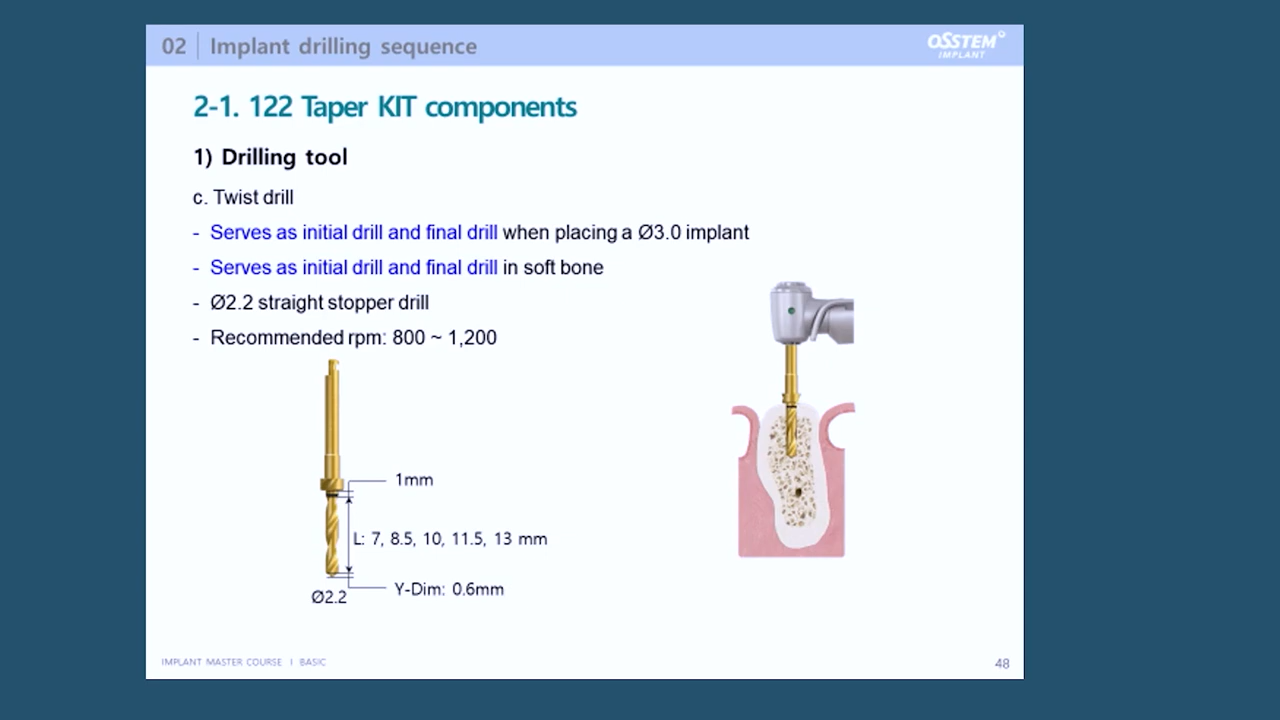 02 Implant drilling sequence
OSSTEM
IMPLANT
2-1. 122 Taper KIT components
1) Drilling tool
c. Twist drill
- Serves as initial drill and final drill when placing a Ø3.0 implant
- Serves as initial drill and final drill in soft bone
- Ø2.2 straight stopper drill
- Recommended rpm: 800 ~ 1,200
1mm
L: 7, 8.5, 10, 11.5, 13 mm
Y-Dim: 0.6mm
Ø2.2
IMPLANT MASTER COURSE I BASIC
48